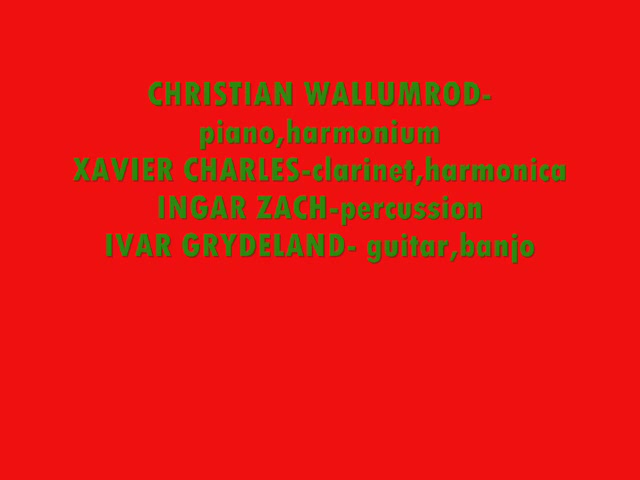 CHRISTIAN WALLUMROD-
piano,harmonium
XAVIER CHARLES-clarinet,harmonica
INGAR ZACH-percussion
IVAR GRYDELAND- guitar,banjo